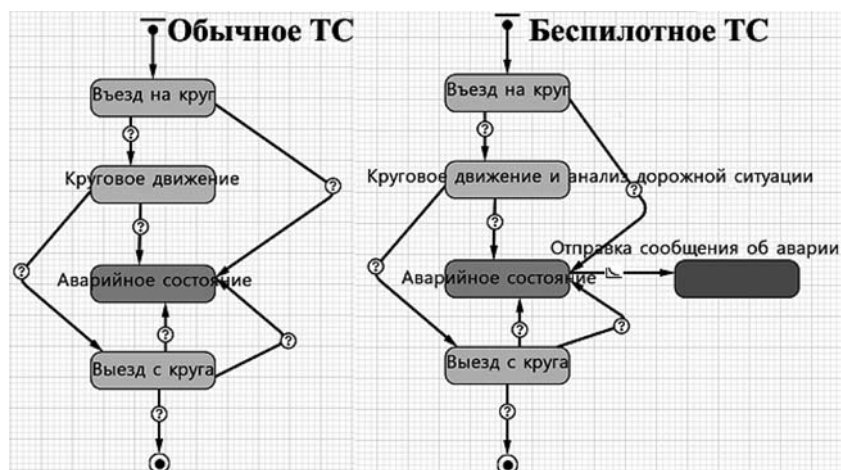 Обычное ТС
Въезд на круг
Круговое движение
Аварийное состояние
Выезд с круга
Беспилотное ТС
Въезд на круг
Круговое движение и анализ дорожной ситуации
Отправка сообщения об аварии
Аварийное состояние
Выезд с круга